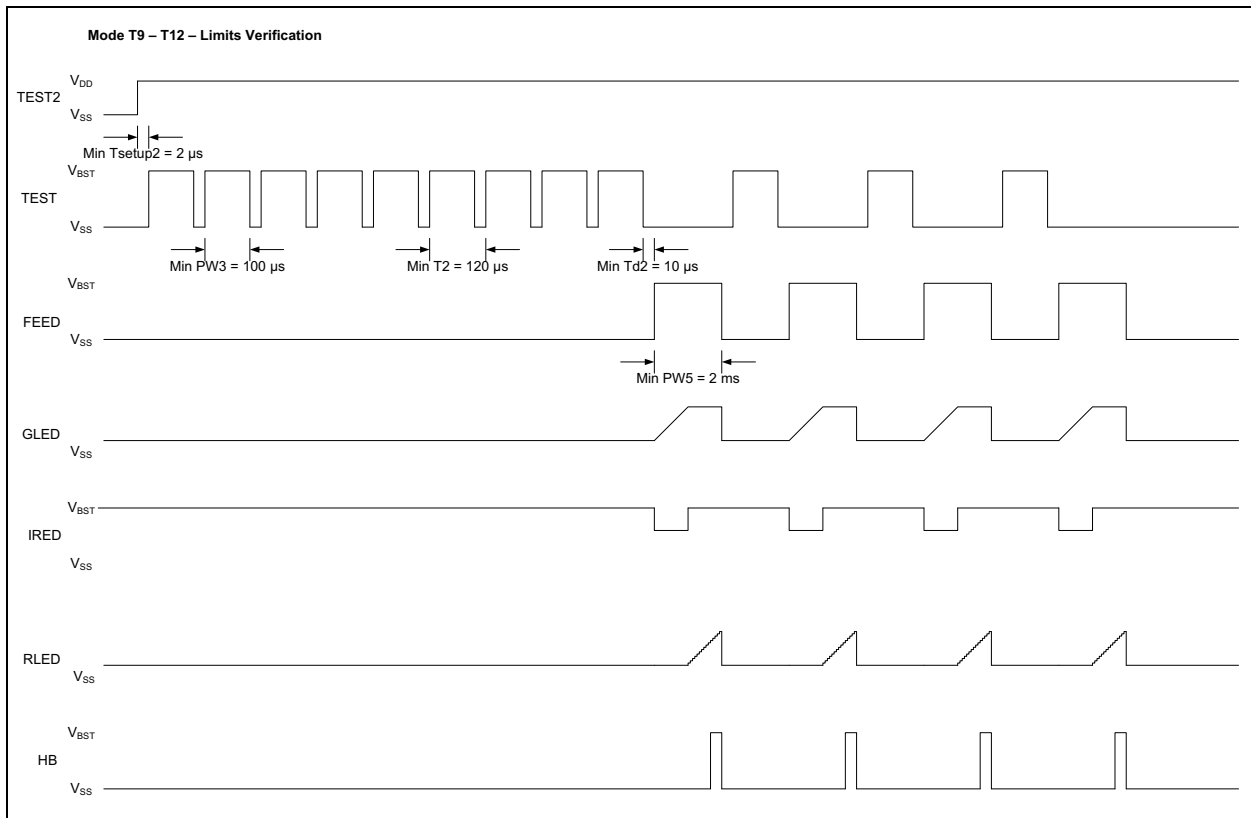 Mode T9 – T12 – Limits Verification
VDD
TEST2
VSS
Min Tsetup2 = 2 µs
VBST
TEST
VSS
Min PW3 = 100 µs
Min T2 = 120 µs
Min Td2 = 10 µs
VBST
FEED
VSS
Min PW5 = 2 ms
GLED
VSS
VBST
IRED
VSS
RLED
VSS
VBST
HB
VSS